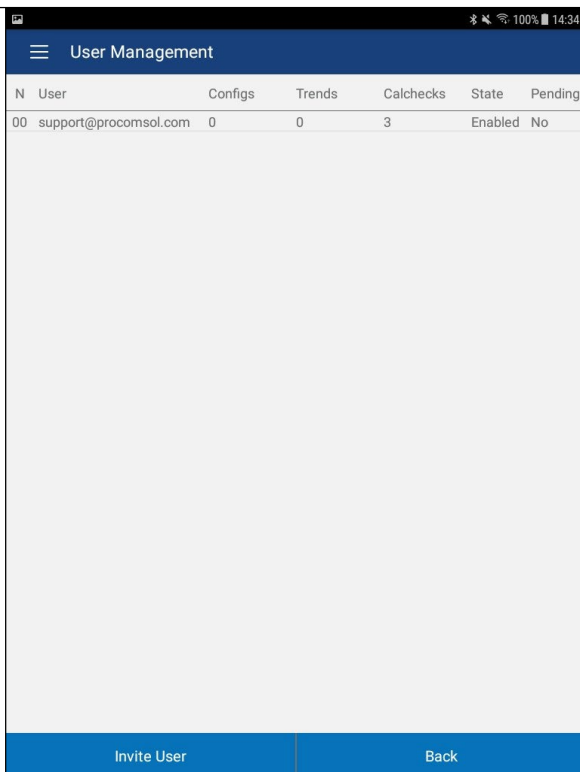 100% 14:34
User Management
N User Configs Trends Calchecks State Pending
00 support@procomsol.com 0 0 3 Enabled No
Invite User Back